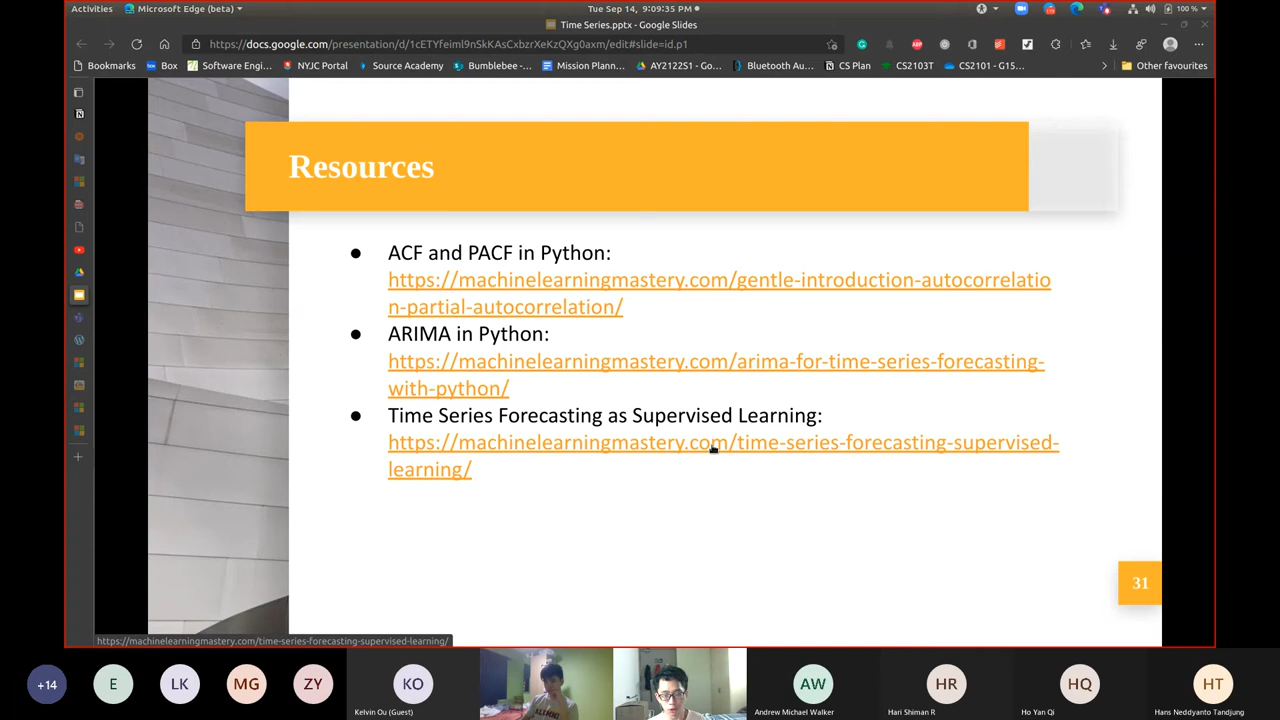 Activities
Microsoft Edge (beta)
Tue Sep 14, 9:09:35 PM
100 %
Time Series.pptx - Google Slides
https://docs.google.com/presentation/d/1cETYfeiml9nSkKAsCxbzrXeKzQXg0axm/edit#slide=id.p1
Bookmarks
Box
Software Engi...
NYJC Portal
Source Academy
Bumblebee -...
Mission Plann...
AY2122S1 - Go...
Bluetooth Au...
CS Plan
CS2103T
CS2101 - G15...
Other favourites
Resources
● ACF and PACF in Python:
https://machinelearningmastery.com/gentle-introduction-autocorrelatio
n-partial-autocorrelation/
● ARIMA in Python:
https://machinelearningmastery.com/arima-for-time-series-forecasting-
with-python/
● Time Series Forecasting as Supervised Learning:
https://machinelearningmastery.com/time-series-forecasting-supervised-
learning/
31
https://machinelearningmastery.com/time-series-forecasting-supervised-learning/
+14
E
LK
MG
ZY
KO
Kelvin Ou (Guest)
AW
Andrew Michael Walker
HR
Hari Shiman R
HQ
Ho Yan Qi
HT
Hans Neddyanto Tandjung